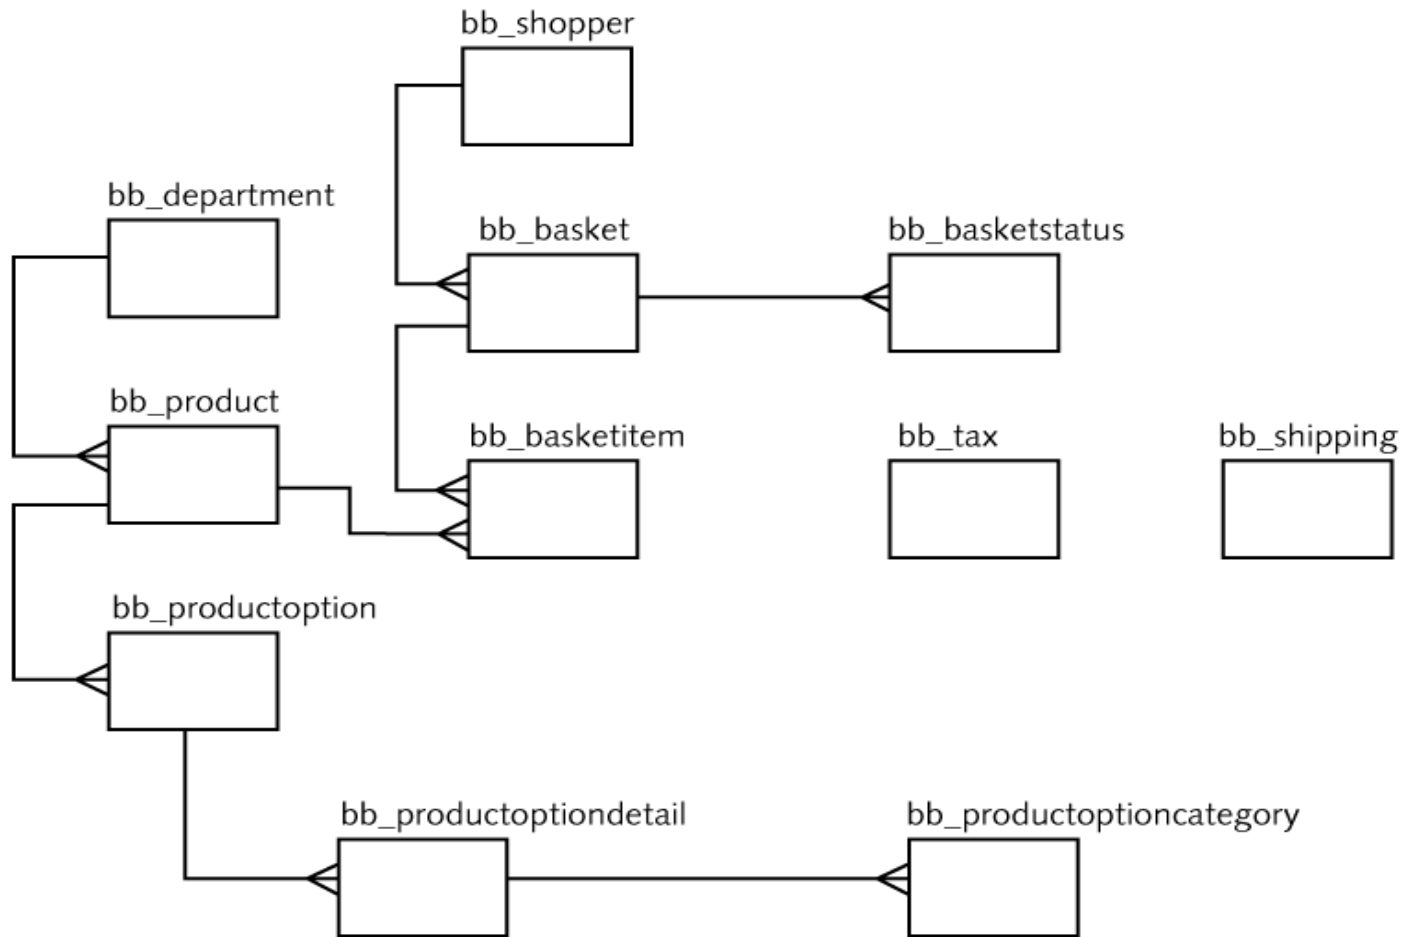 bb_shopper
bb_department
bb_basket
bb_basketstatus
bb_product
bb_basketitem
bb_tax
bb_shipping
bb_productoption
bb_productoptiondetail
bb_productoptioncategory